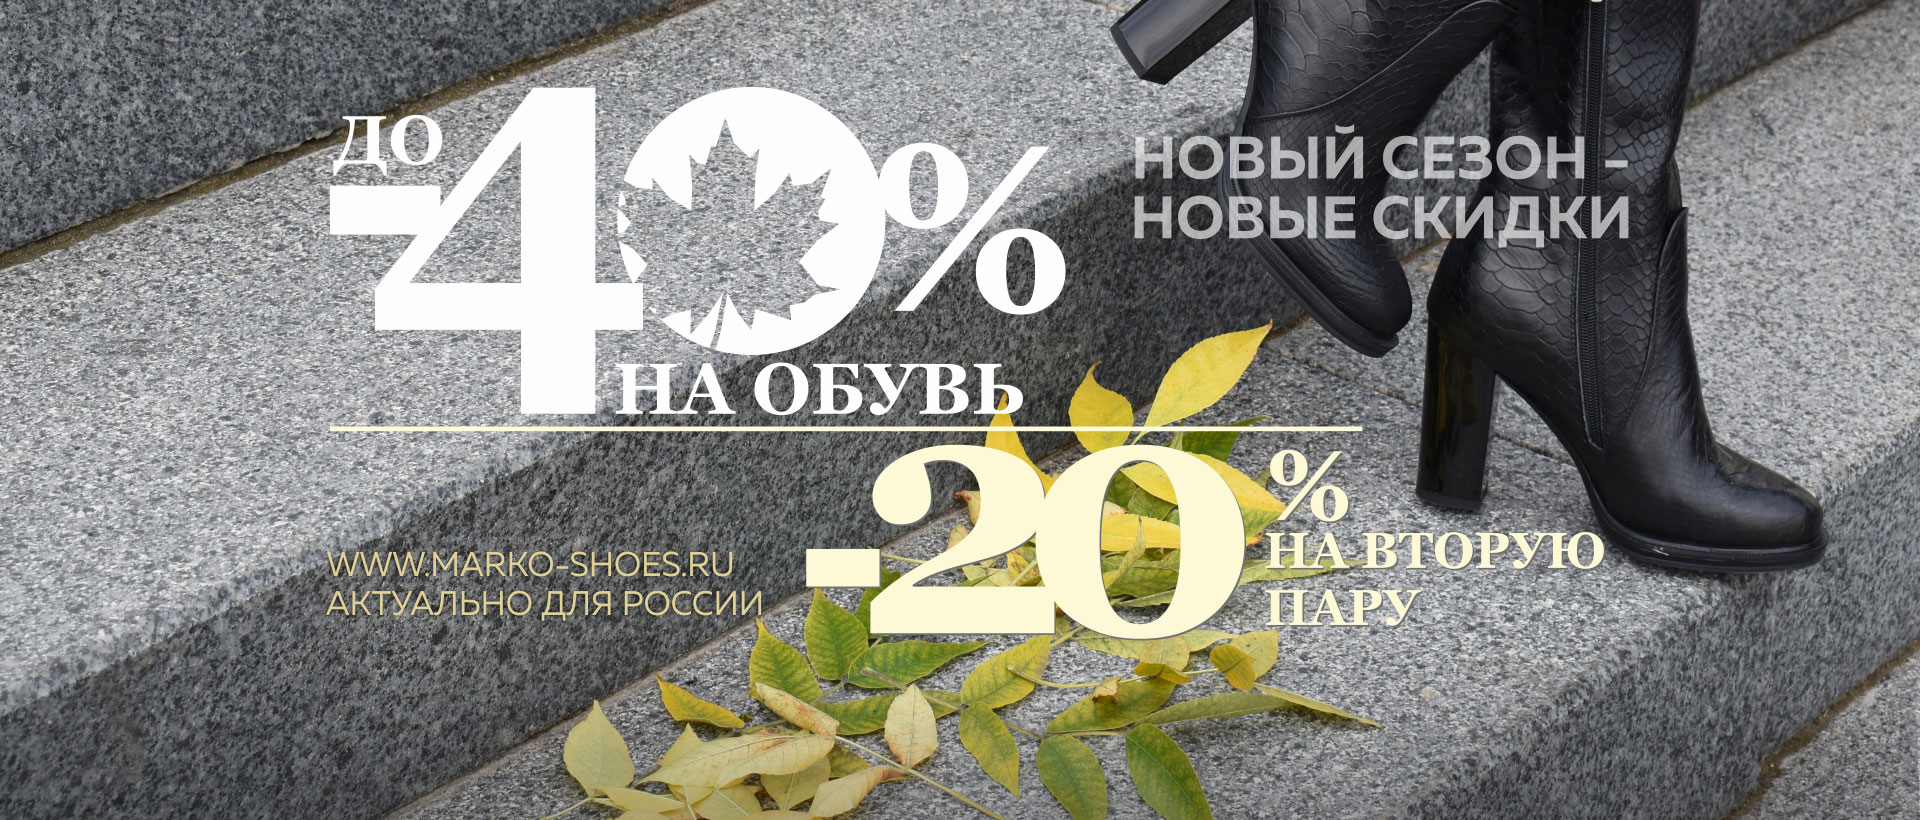 ДО
-40%
НА ОБУВЬ
НОВЫЙ СЕЗОН -
НОВЫЕ СКИДКИ
-20%
НА ВТОРУЮ
ПАРУ
WWW.MARKO-SHOES.RU
АКТУАЛЬНО ДЛЯ РОССИИ